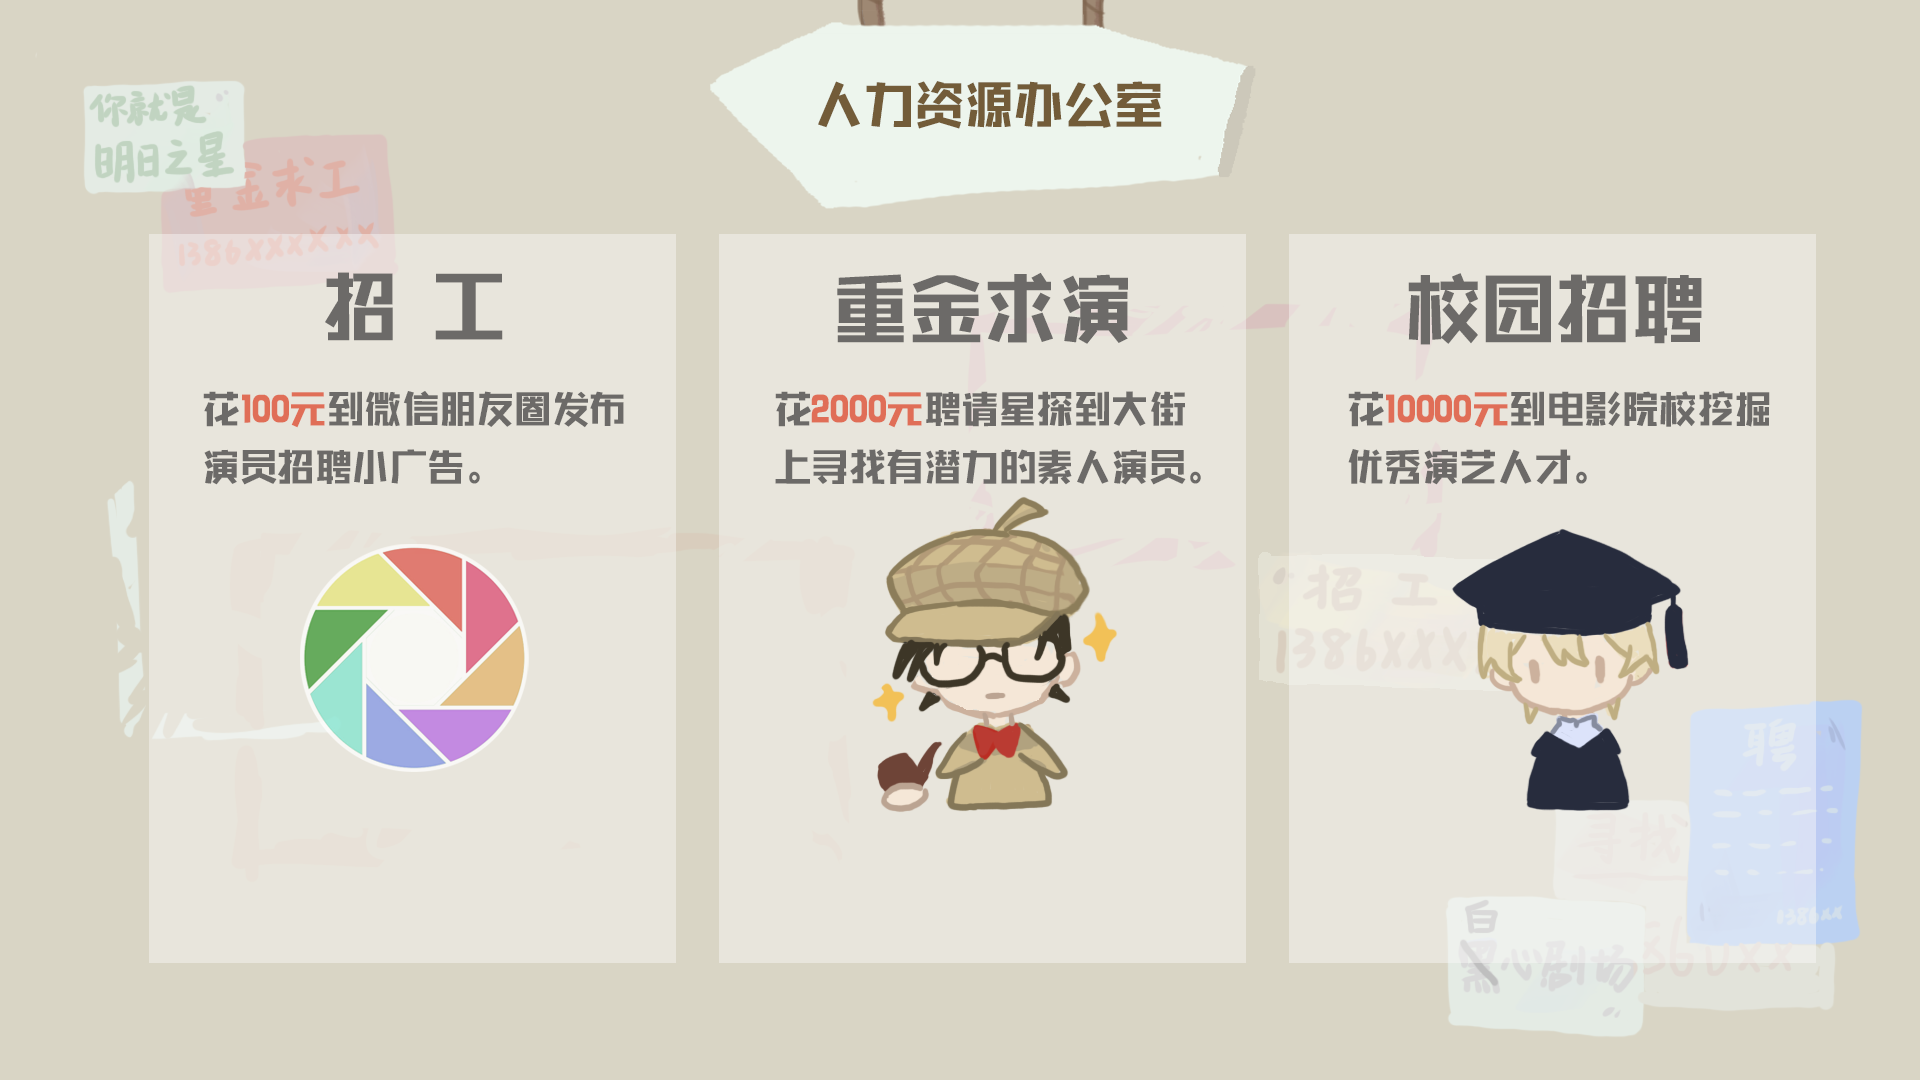 人力资源办公室
你就是
明日之星
重金求工
1386XXXXXX
招 工
花100元到微信朋友圈发布
演员招聘小广告。
重金求演
花2000元聘请星探到大街
上寻找有潜力的素人演员。
校园招聘
花10000元到电影院校挖掘
优秀演艺人才。
招 工
1386XXX
聘
1386xx
寻找
白
黑心剧场